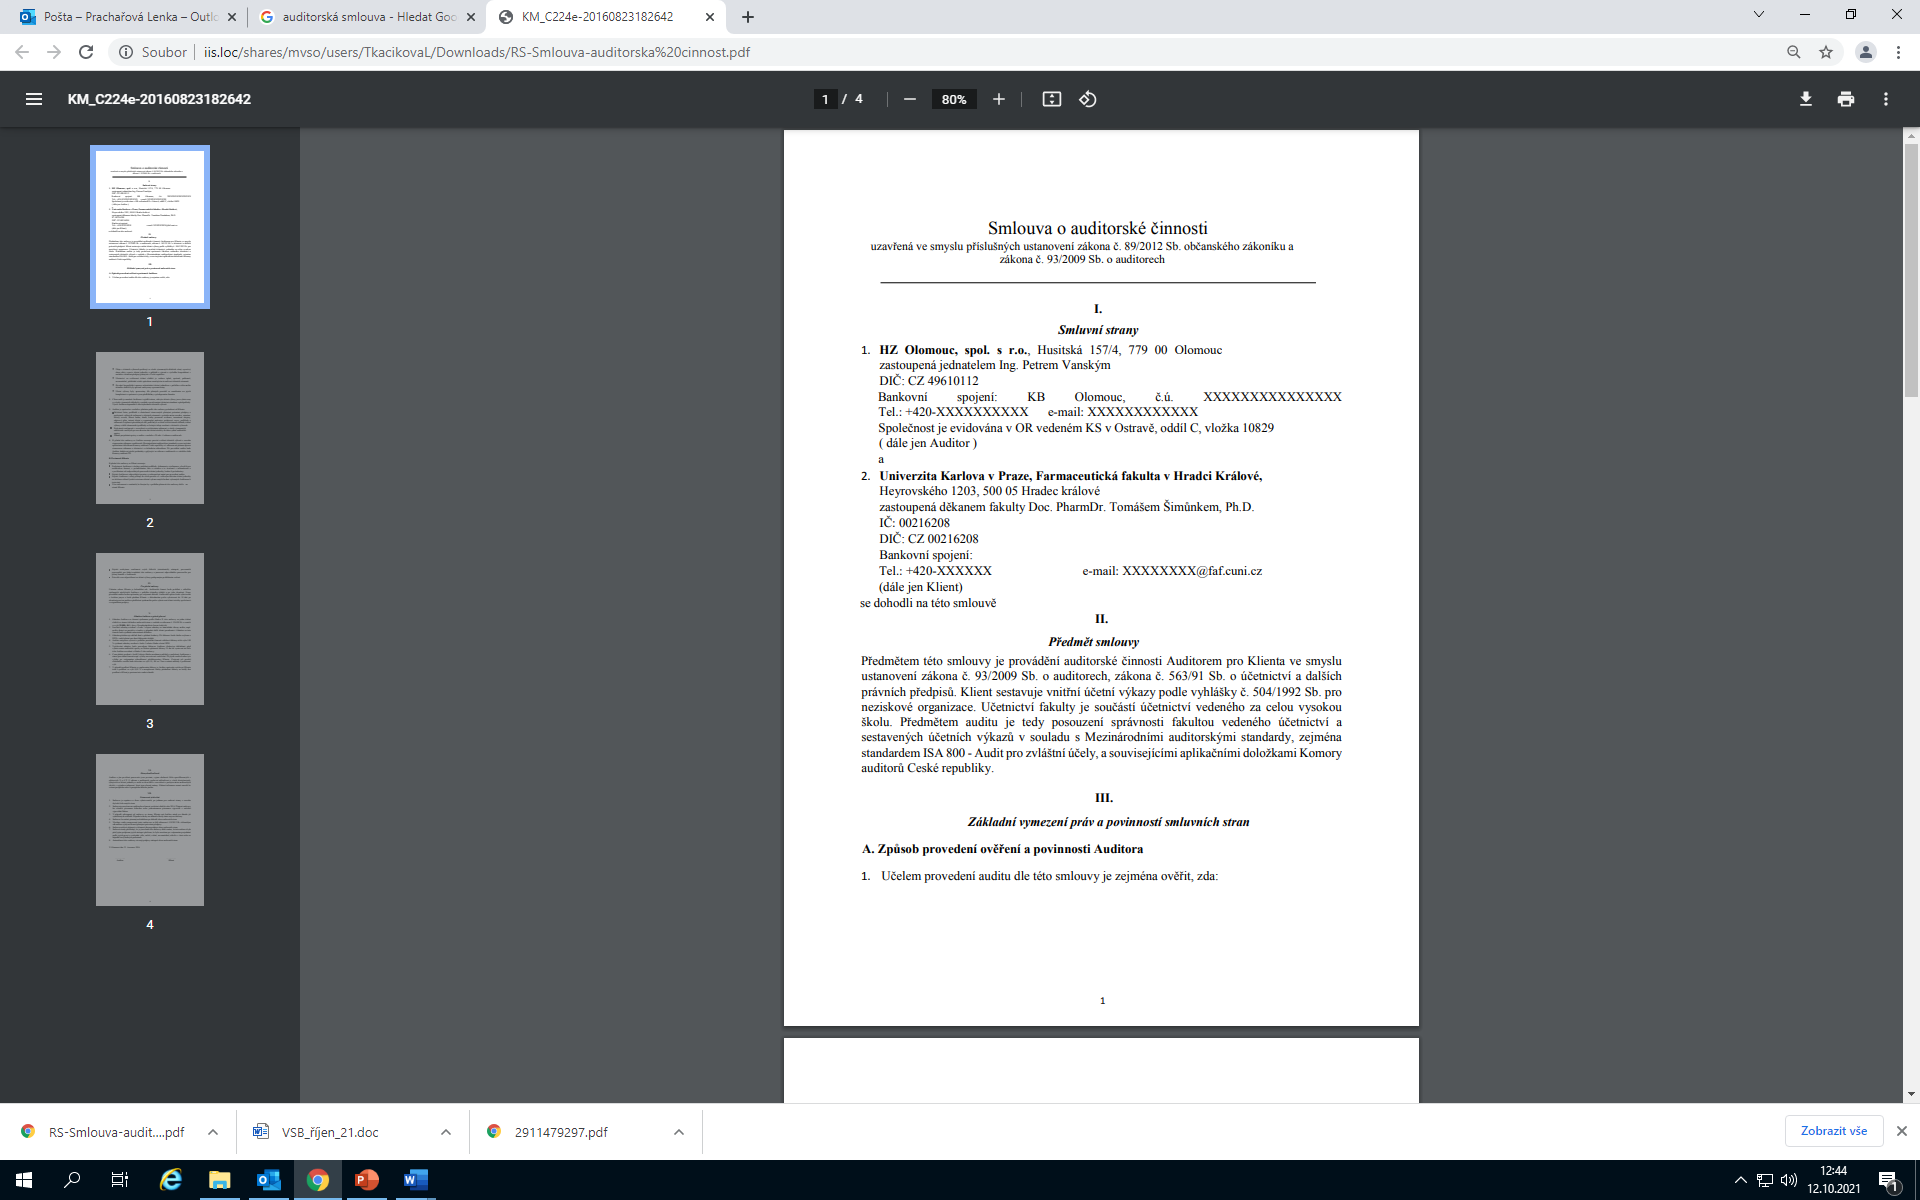 Pošta – Prachařová Lenka – Outlo
auditorská smlouva - Hledat Goo
KM_C224e-20160823182642
Soubor
iis.loc/shares/mvso/users/TkacikovaL/Downloads/RS-Smlouva-auditorska%20cinnost.pdf
KM_C224e-20160823182642
1 / 4
80%
1
2
3
4
Smlouva o auditorské činnosti
uzavřená ve smyslu příslušných ustanovení zákona č. 89/2012 Sb. občanského zákoníku a
zákona č. 93/2009 Sb. o auditorech
I.
Smluvní strany
1. HZ Olomouc, spol. s r.o., Husitská 157/4, 779 00 Olomouc
zastoupená jednatelem Ing. Petrem Vanským
DIČ: CZ 49610112
Bankovní spojení: KB Olomouc, č.ú. XXXXXXXXXXXXXXX
Tel.: +420-XXXXXXXXXX e-mail: XXXXXXXXXXXX
Společnost je evidována v OR vedeném KS v Ostravě, oddíl C, vložka 10829
( dále jen Auditor )
a
2. Univerzita Karlova v Praze, Farmaceutická fakulta v Hradci Králové,
Heyrovského 1203, 500 05 Hradec králové
zastoupená děkanem fakulty Doc. PharmDr. Tomášem Šimůnkem, Ph.D.
IČ: 00216208
DIČ: CZ 00216208
Bankovní spojení:
Tel.: +420-XXXXXX e-mail: XXXXXXXX@faf.cuni.cz
(dále jen Klient)
se dohodli na této smlouvě
II.
Předmět smlouvy
Předmětem této smlouvy je provádění auditorské činnosti Auditorem pro Klienta ve smyslu
ustanovení zákona č. 93/2009 Sb. o auditorech, zákona č. 563/91 Sb. o účetnictví a dalších
právních předpisů. Klient sestavuje vnitřní účetní výkazy podle vyhlášky č. 504/1992 Sb. pro
neziskové organizace. Učetnictví fakulty je součástí účetnictví vedeného za celou vysokou
školu. Předmětem auditu je tedy posouzení správnosti fakultou vedeného účetnictví a
sestavených účetních výkazů v souladu s Mezinárodními auditorskými standardy, zejména
standardem ISA 800 - Audit pro zvláštní účely, a souvisejícími aplikačními doložkami Komory
auditorů Ceské republiky.
III.
Základní vymezení práv a povinností smluvních stran
A. Způsob provedení ověření a povinnosti Auditora
1. Učelem provedení auditu dle této smlouvy je zejména ověřit, zda:
1
RS-Smlouva-audit....pdf
VSB_říjen_21.doc
2911479297.pdf
Zobrazit vše
12:44
12.10.2021
1